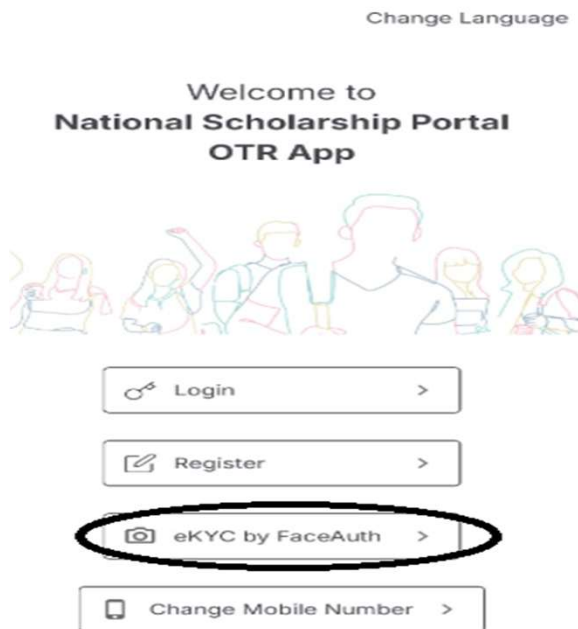 Change Language
Welcome to
National Scholarship Portal
OTR App
Login
Register
eKYC by FaceAuth
Change Mobile Number